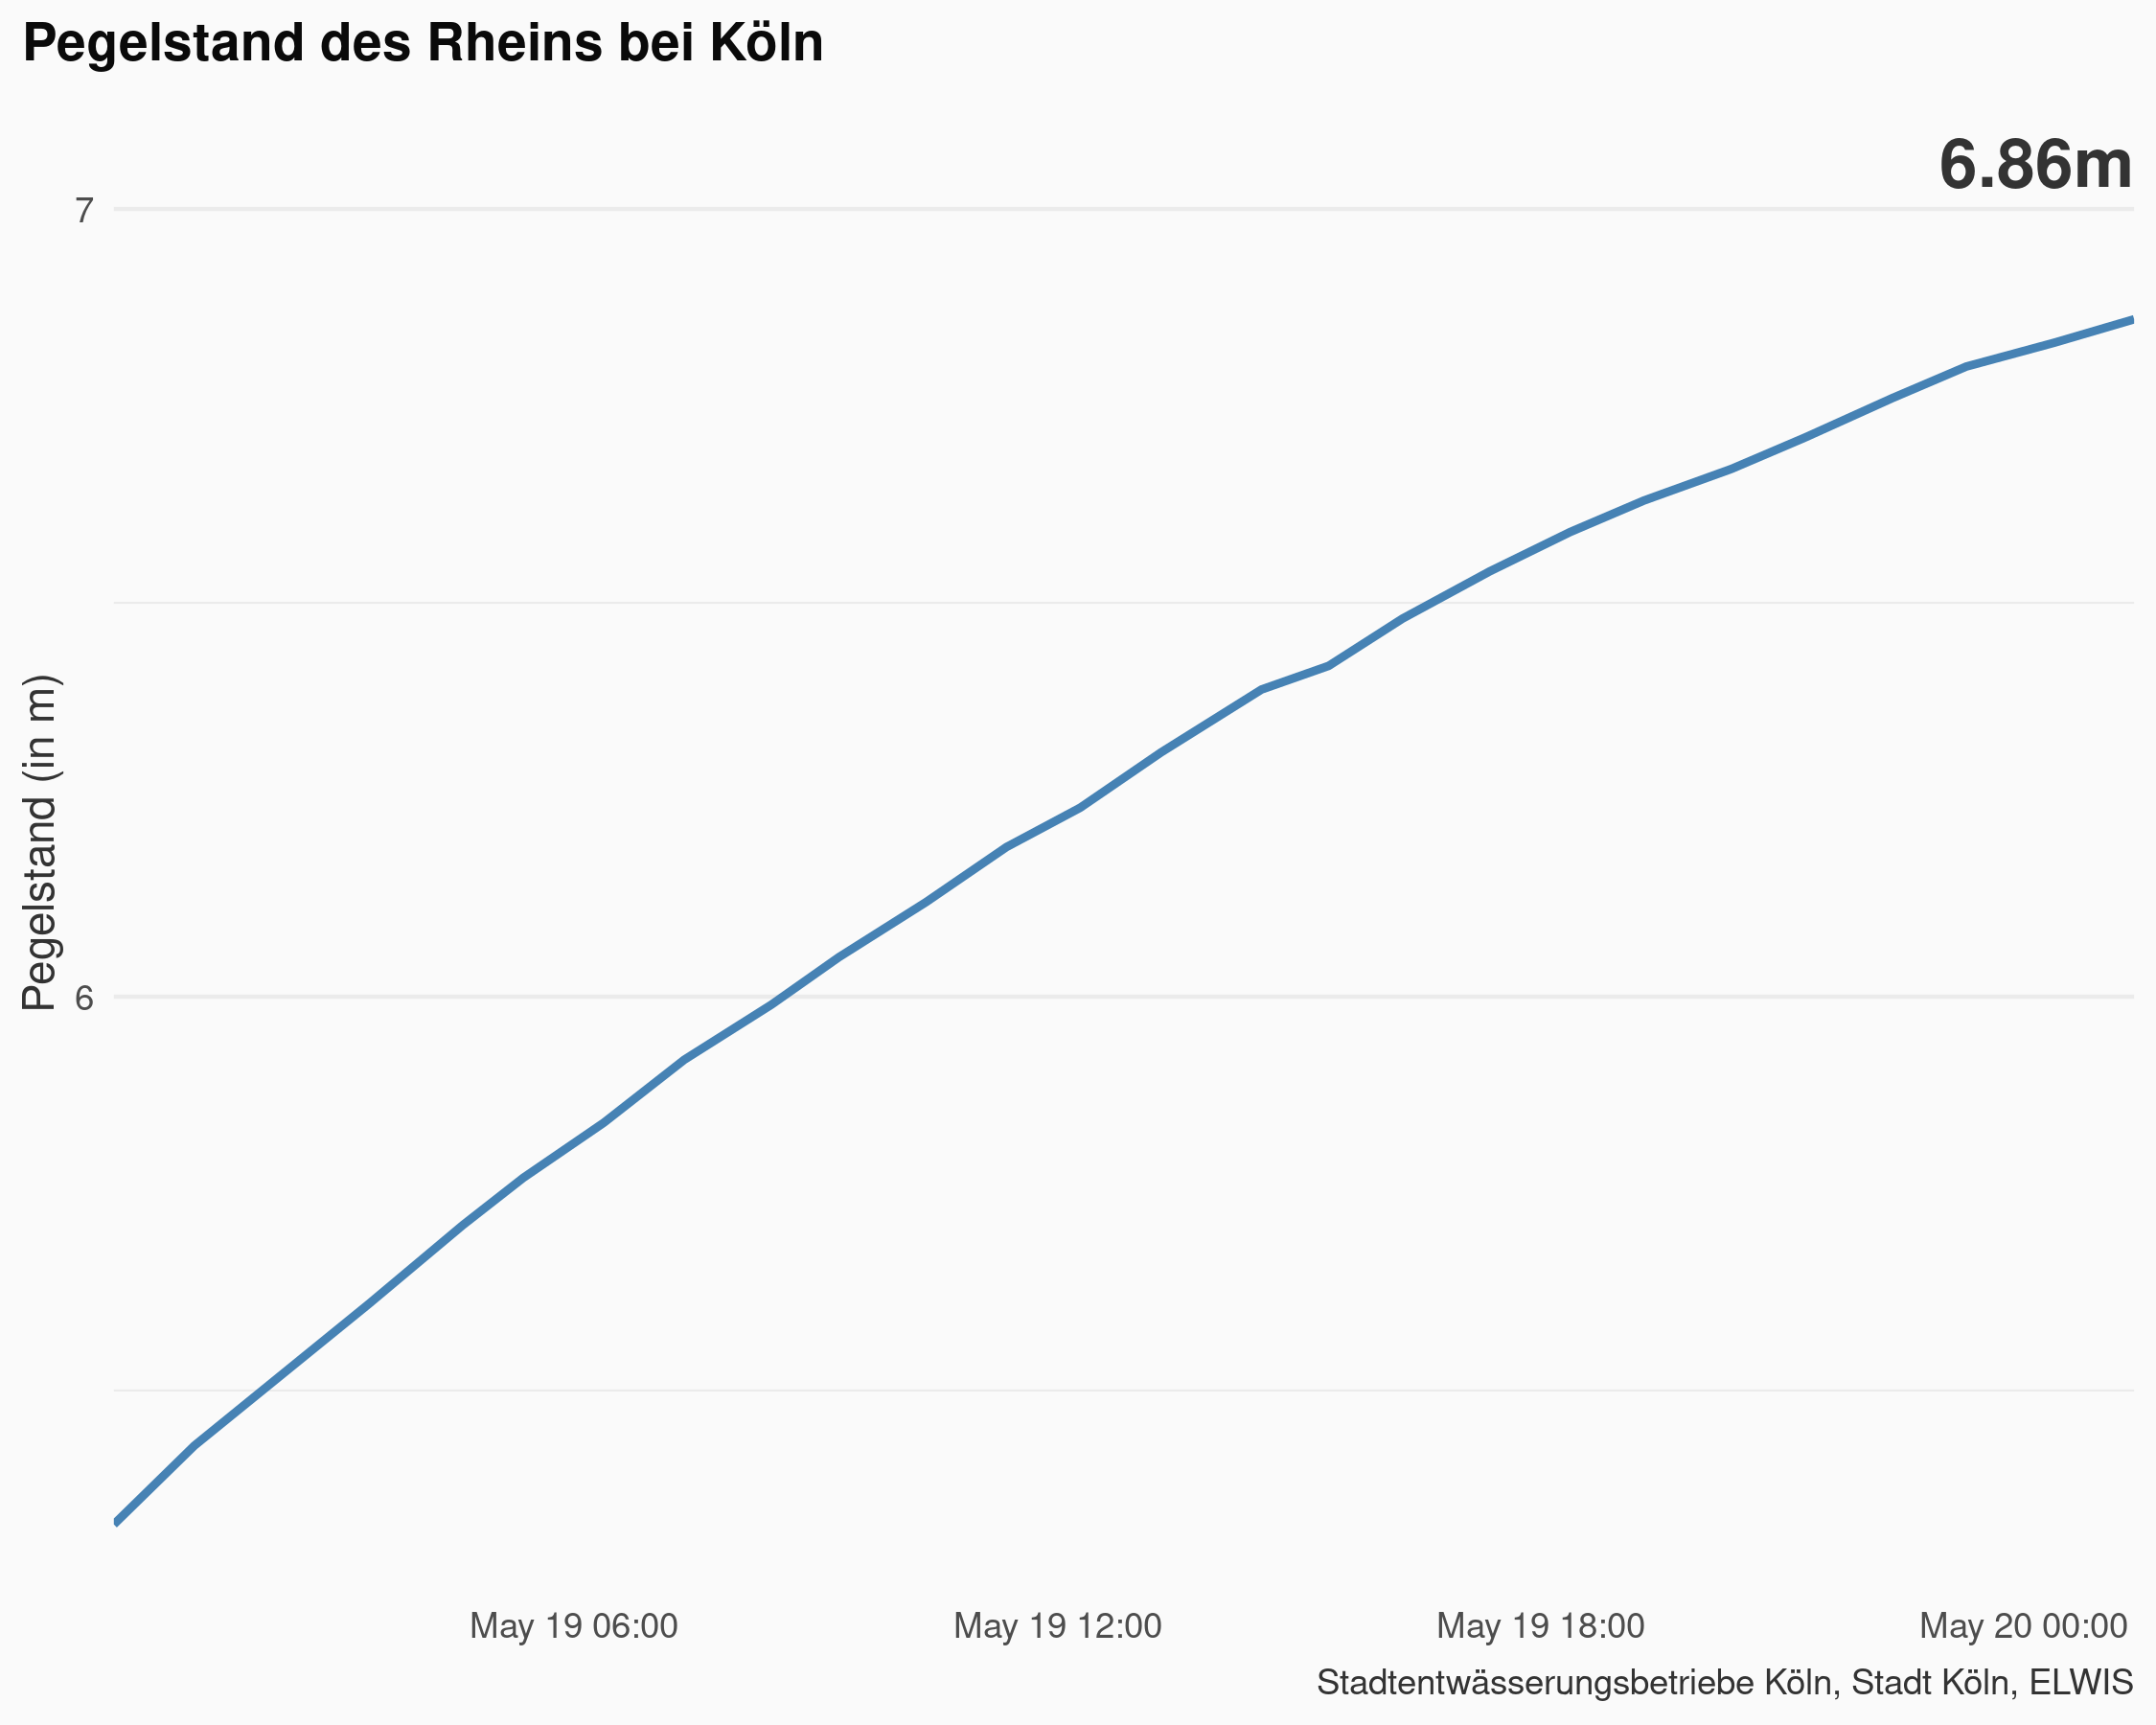 Pegelstand des Rheins bei Köln
6.86m
7
6
Pegelstand (in m)
May 19 06:00
May 19 12:00
May 19 18:00
May 20 00:00
Stadtentwässerungsbetriebe Köln, Stadt Köln, ELWIS